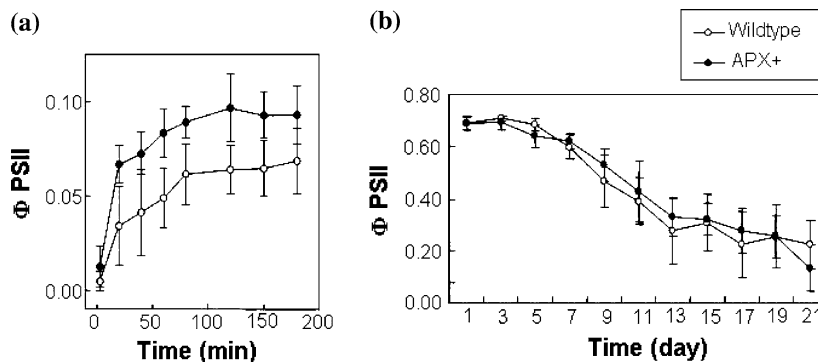 (a)
(b)
Wildtype
APX+
0.10
0.05
0.00
Φ PSII
0 50 100 150 200
Time (min)
0.80
0.60
0.40
0.20
0.00
Φ PSII
1 3 5 7 9 11 13 15 17 19 21
Time (day)